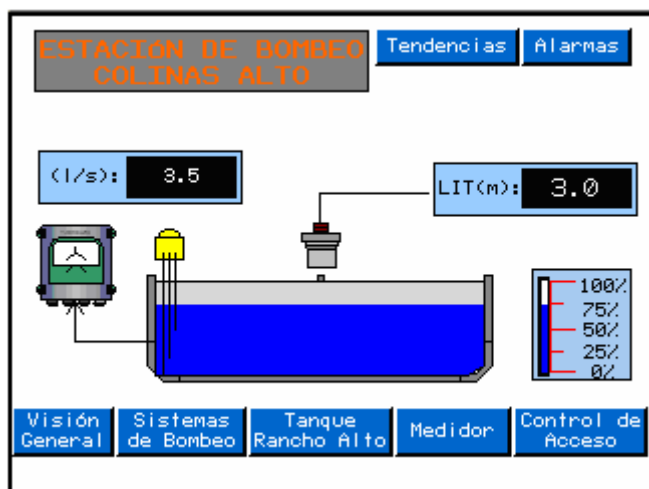 ESTACIÓN DE BOMBEO
COLINAS ALTO
Tendencias
Alarmas
(l/s): 3.5
LIT(m): 3.0
100%
75%
50%
25%
0%
Visión
General
Sistemas
de Bombeo
Tanque
Rancho Alto
Medidor
Control de
Acceso